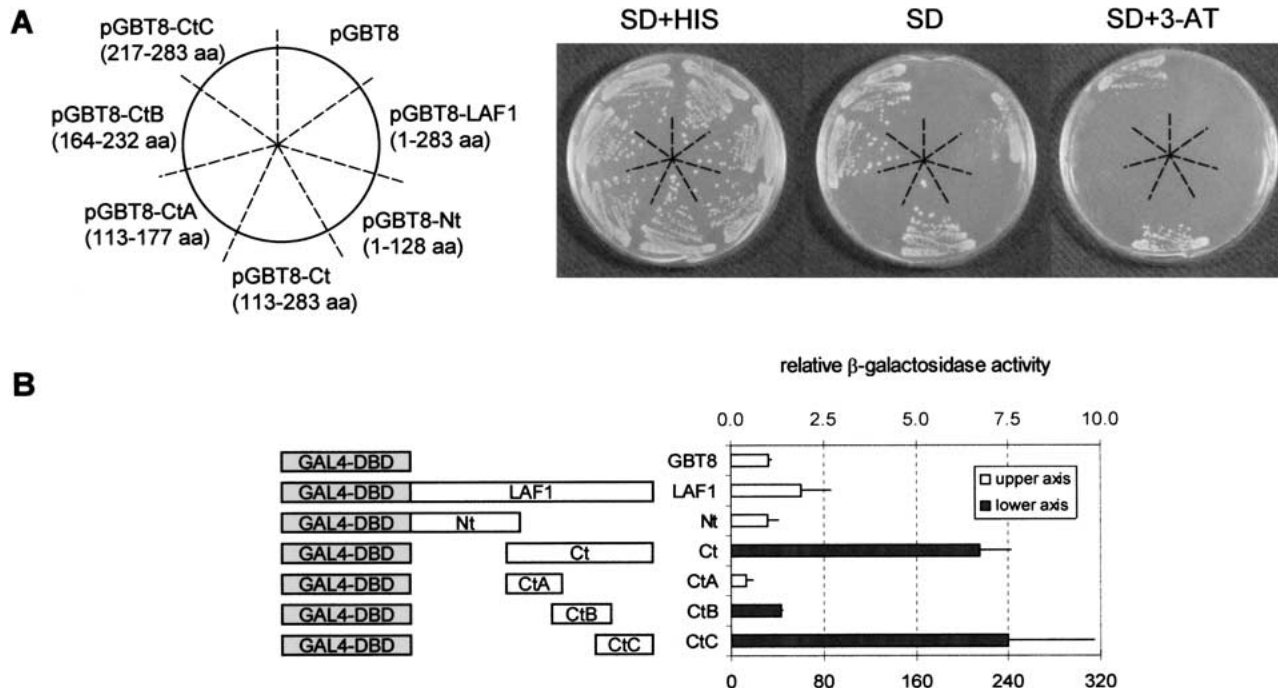 A
pGBT8-CtC
(217-283 aa)
pGBT8
pGBT8-CtB
(164-232 aa)
pGBT8-LAF1
(1-283 aa)
pGBT8-CtA
(113-177 aa)
pGBT8-Nt
(1-128 aa)
pGBT8-Ct
(113-283 aa)
SD+HIS
SD
SD+3-AT
B
relative β-galactosidase activity
0.0 2.5 5.0 7.5 10.0
GAL4-DBD GBT8
GAL4-DBD LAF1 LAF1
GAL4-DBD Nt Nt
GAL4-DBD Ct Ct
GAL4-DBD CtA CtA
GAL4-DBD CtB CtB
GAL4-DBD CtC CtC
upper axis
lower axis
0 80 160 240 320